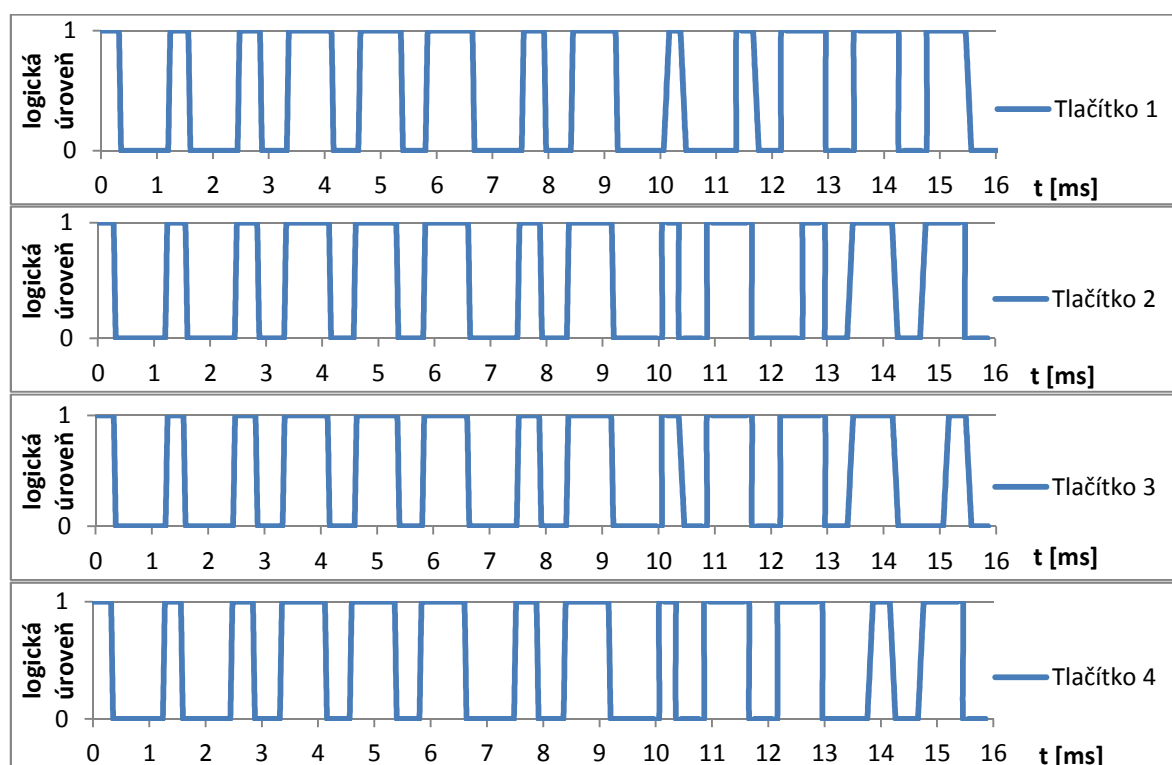 logická
úroveň
1
0
0 1 2 3 4 5 6 7 8 9 10 11 12 13 14 15 16
t [ms]
Tlačítko 1
logická
úroveň
1
0
0 1 2 3 4 5 6 7 8 9 10 11 12 13 14 15 16
t [ms]
Tlačítko 2
logická
úroveň
1
0
0 1 2 3 4 5 6 7 8 9 10 11 12 13 14 15 16
t [ms]
Tlačítko 3
logická
úroveň
1
0
0 1 2 3 4 5 6 7 8 9 10 11 12 13 14 15 16
t [ms]
Tlačítko 4